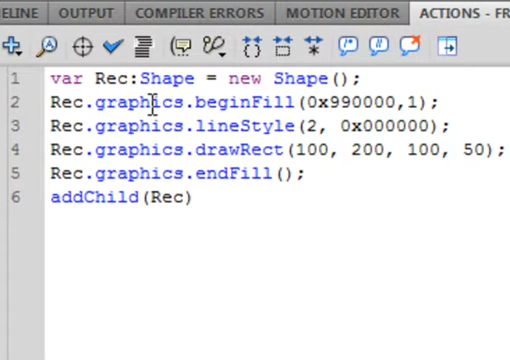 ELINE OUTPUT COMPILER ERRORS MOTION EDITOR ACTIONS - FR
1 var Rec:Shape = new Shape();
2 Rec.graphics.beginFill(0x990000,1);
3 Rec.graphics.lineStyle(2, 0x000000);
4 Rec.graphics.drawRect(100, 200, 100, 50);
5 Rec.graphics.endFill();
6 addChild(Rec)